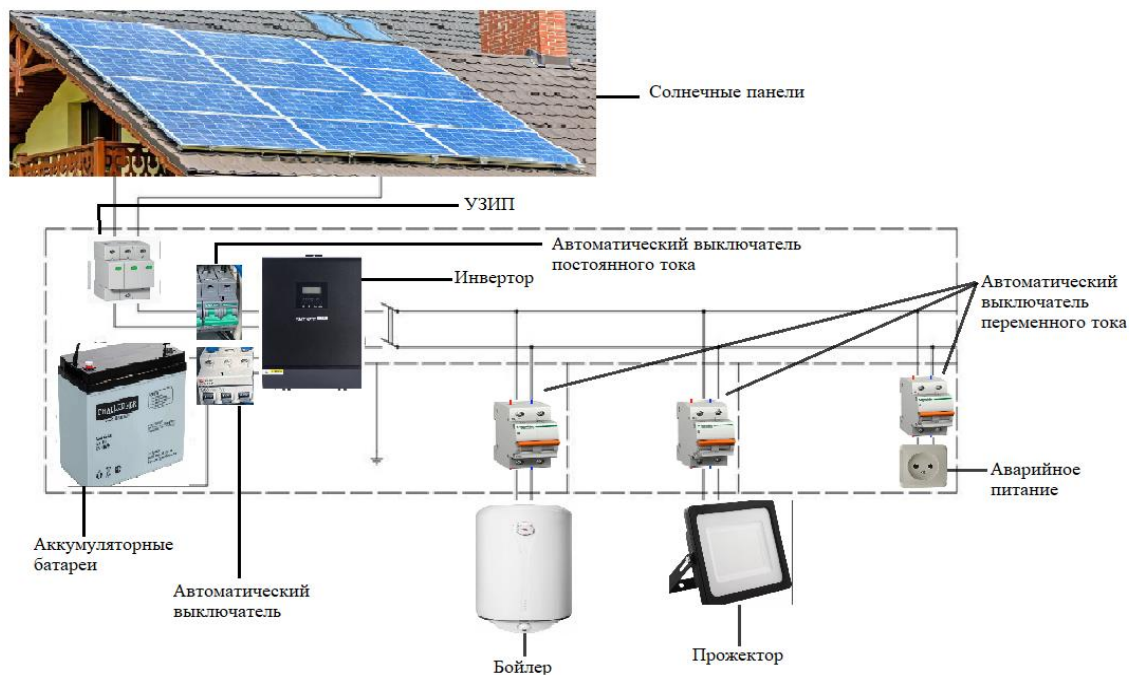 Солнечные панели
УЗИП
Автоматический выключатель
постоянного тока
Инвертор
Автоматический
выключатель
переменного тока
CHALLENGER
Аварийное
питание
Аккумуляторные
батареи
Автоматический
выключатель
Прожектор
Бойлер